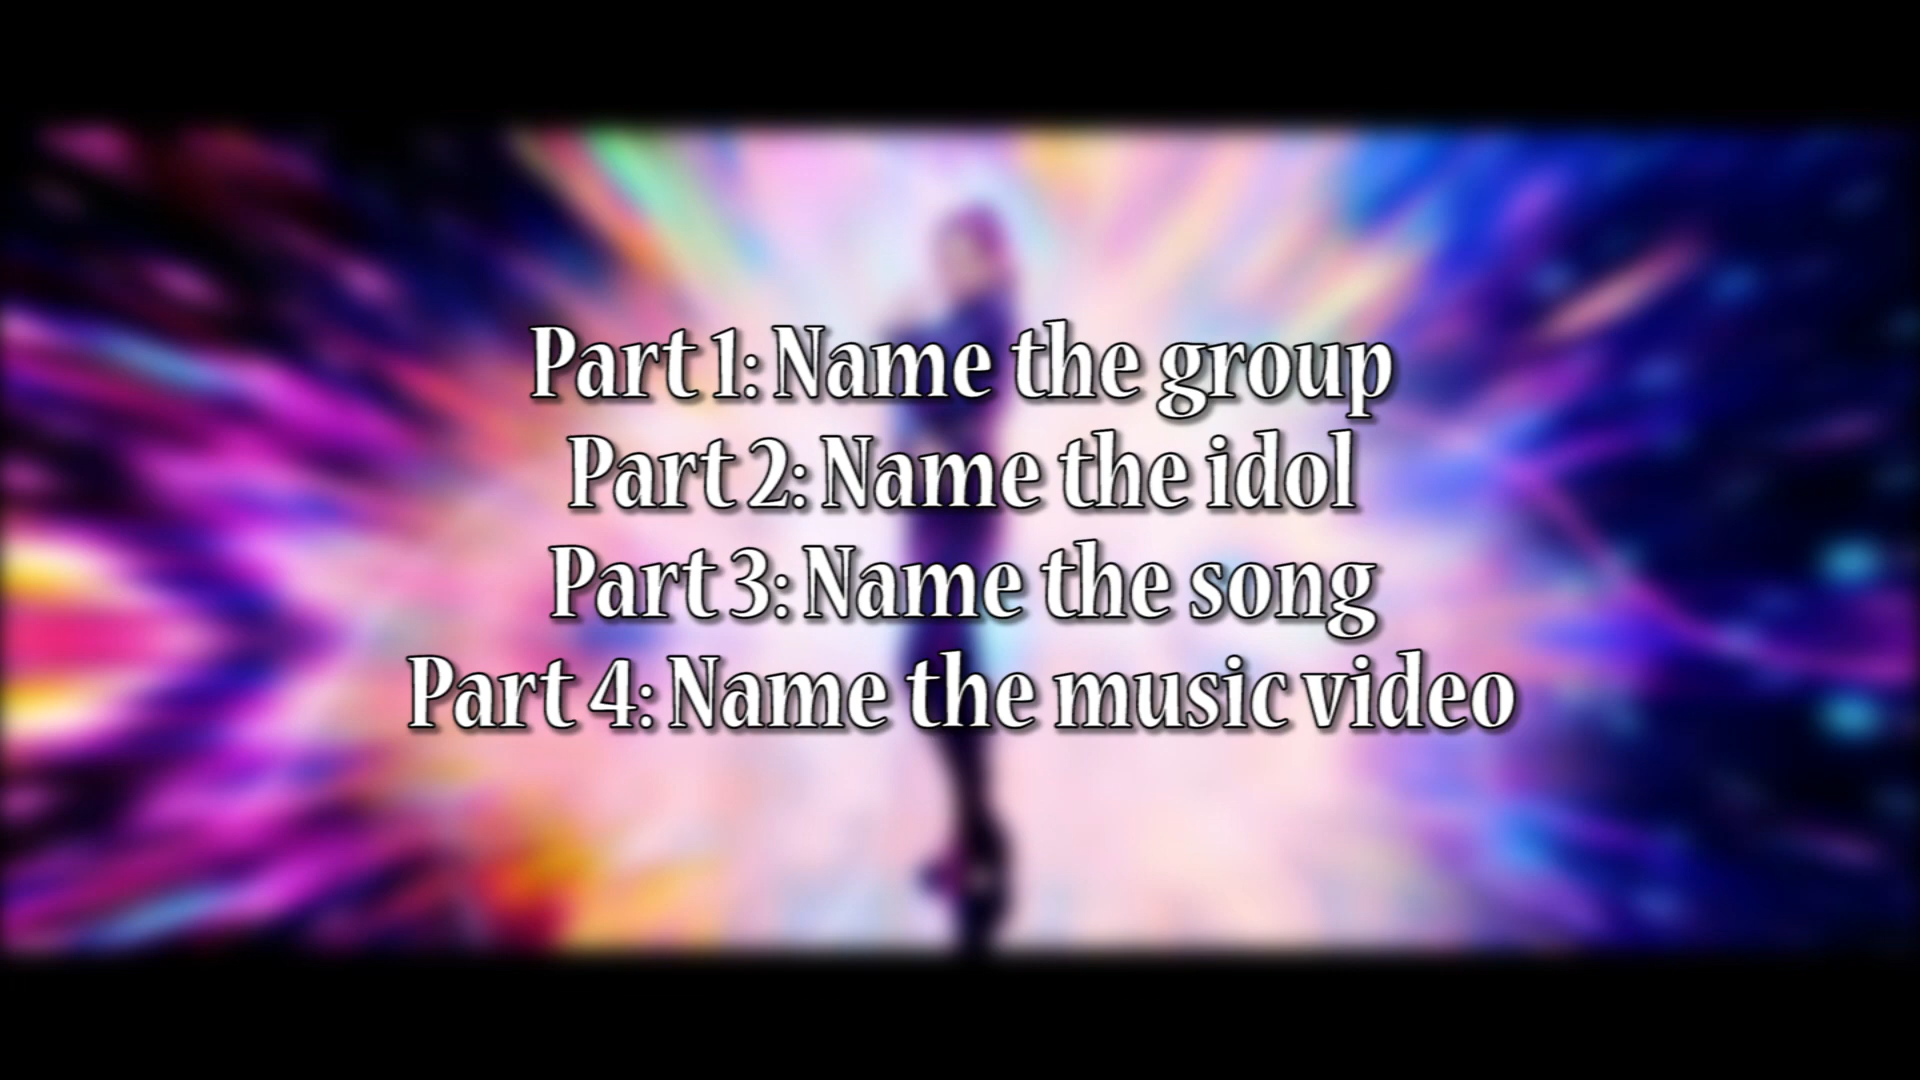 Part 1: Name the group
Part 2: Name the idol
Part 3: Name the song
Part 4: Name the music video